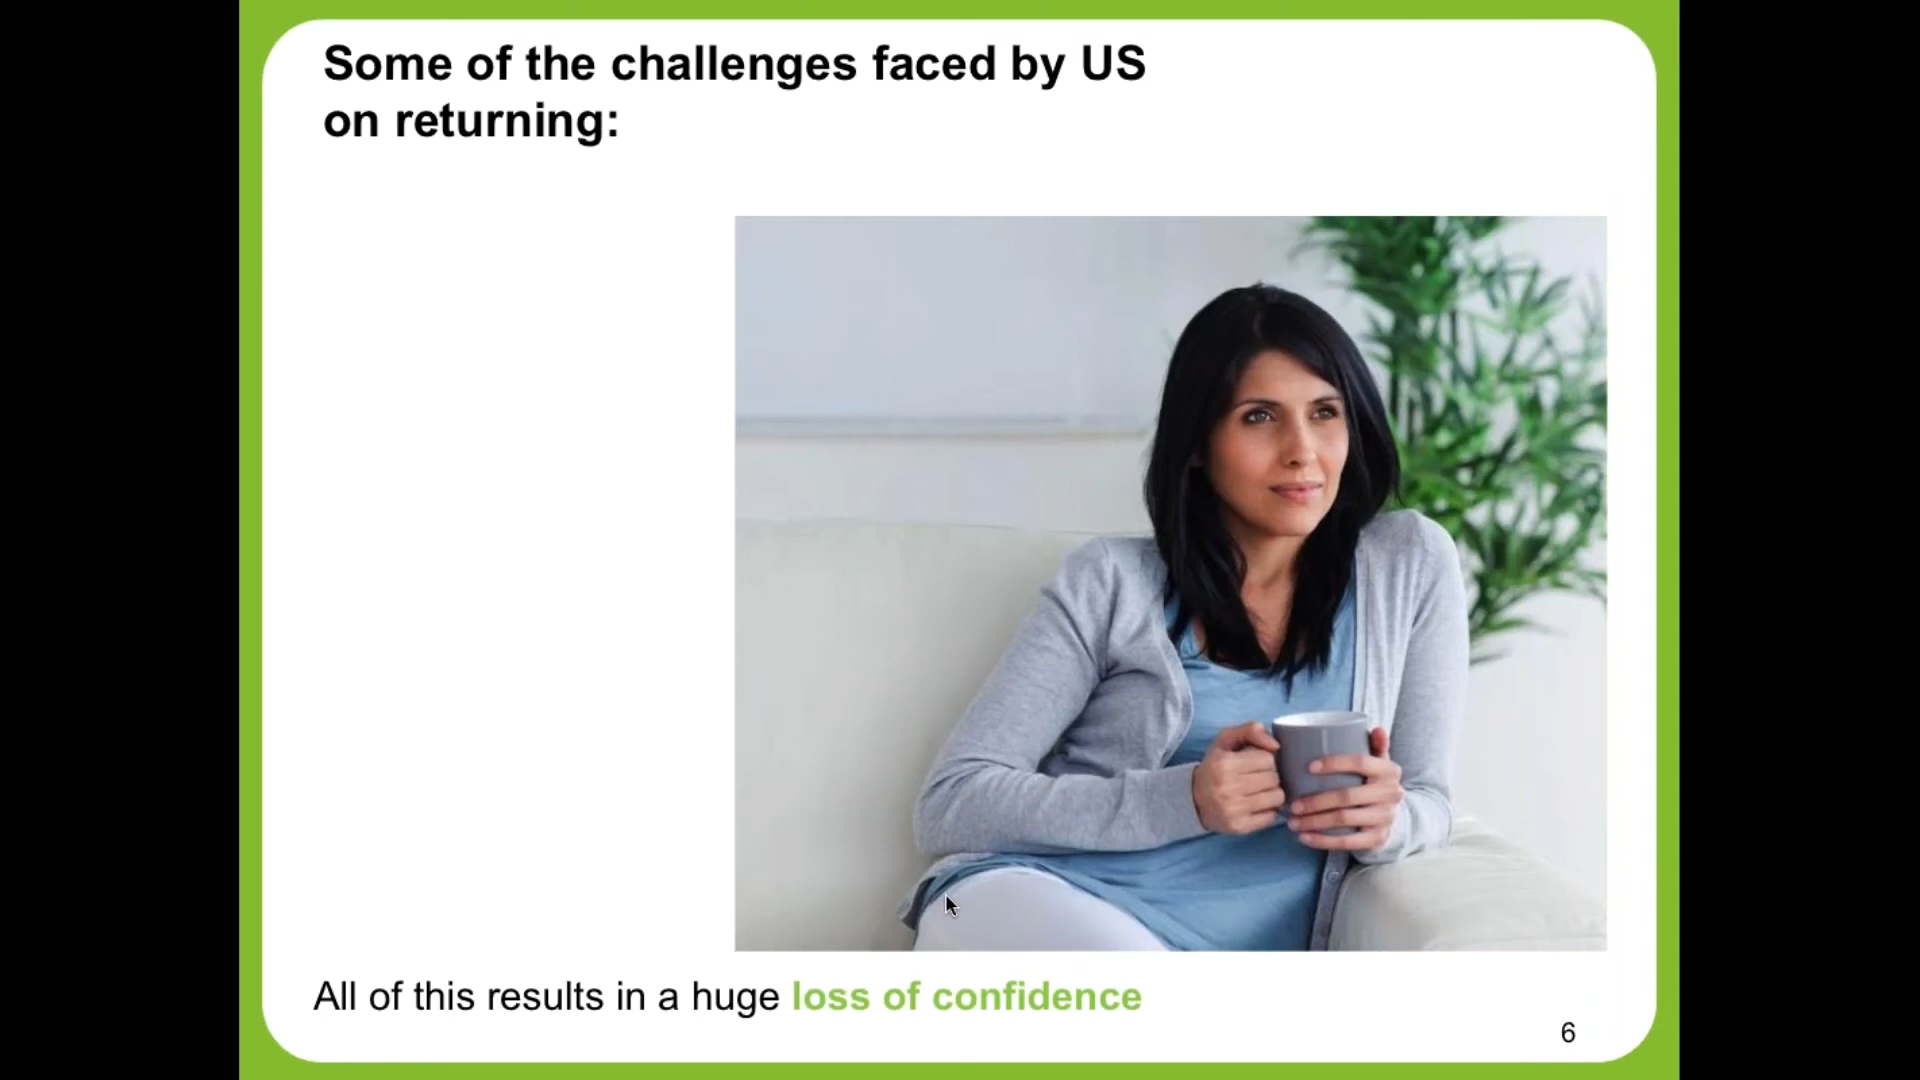 Some of the challenges faced by US
on returning:
All of this results in a huge loss of confidence
6